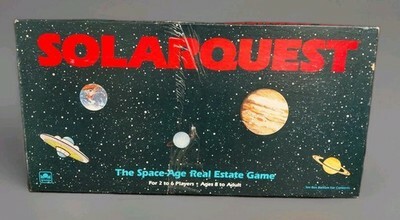 SOLARQUEST
The Space-Age Real Estate Game
For 2 to 6 Players • Ages 8 to Adult